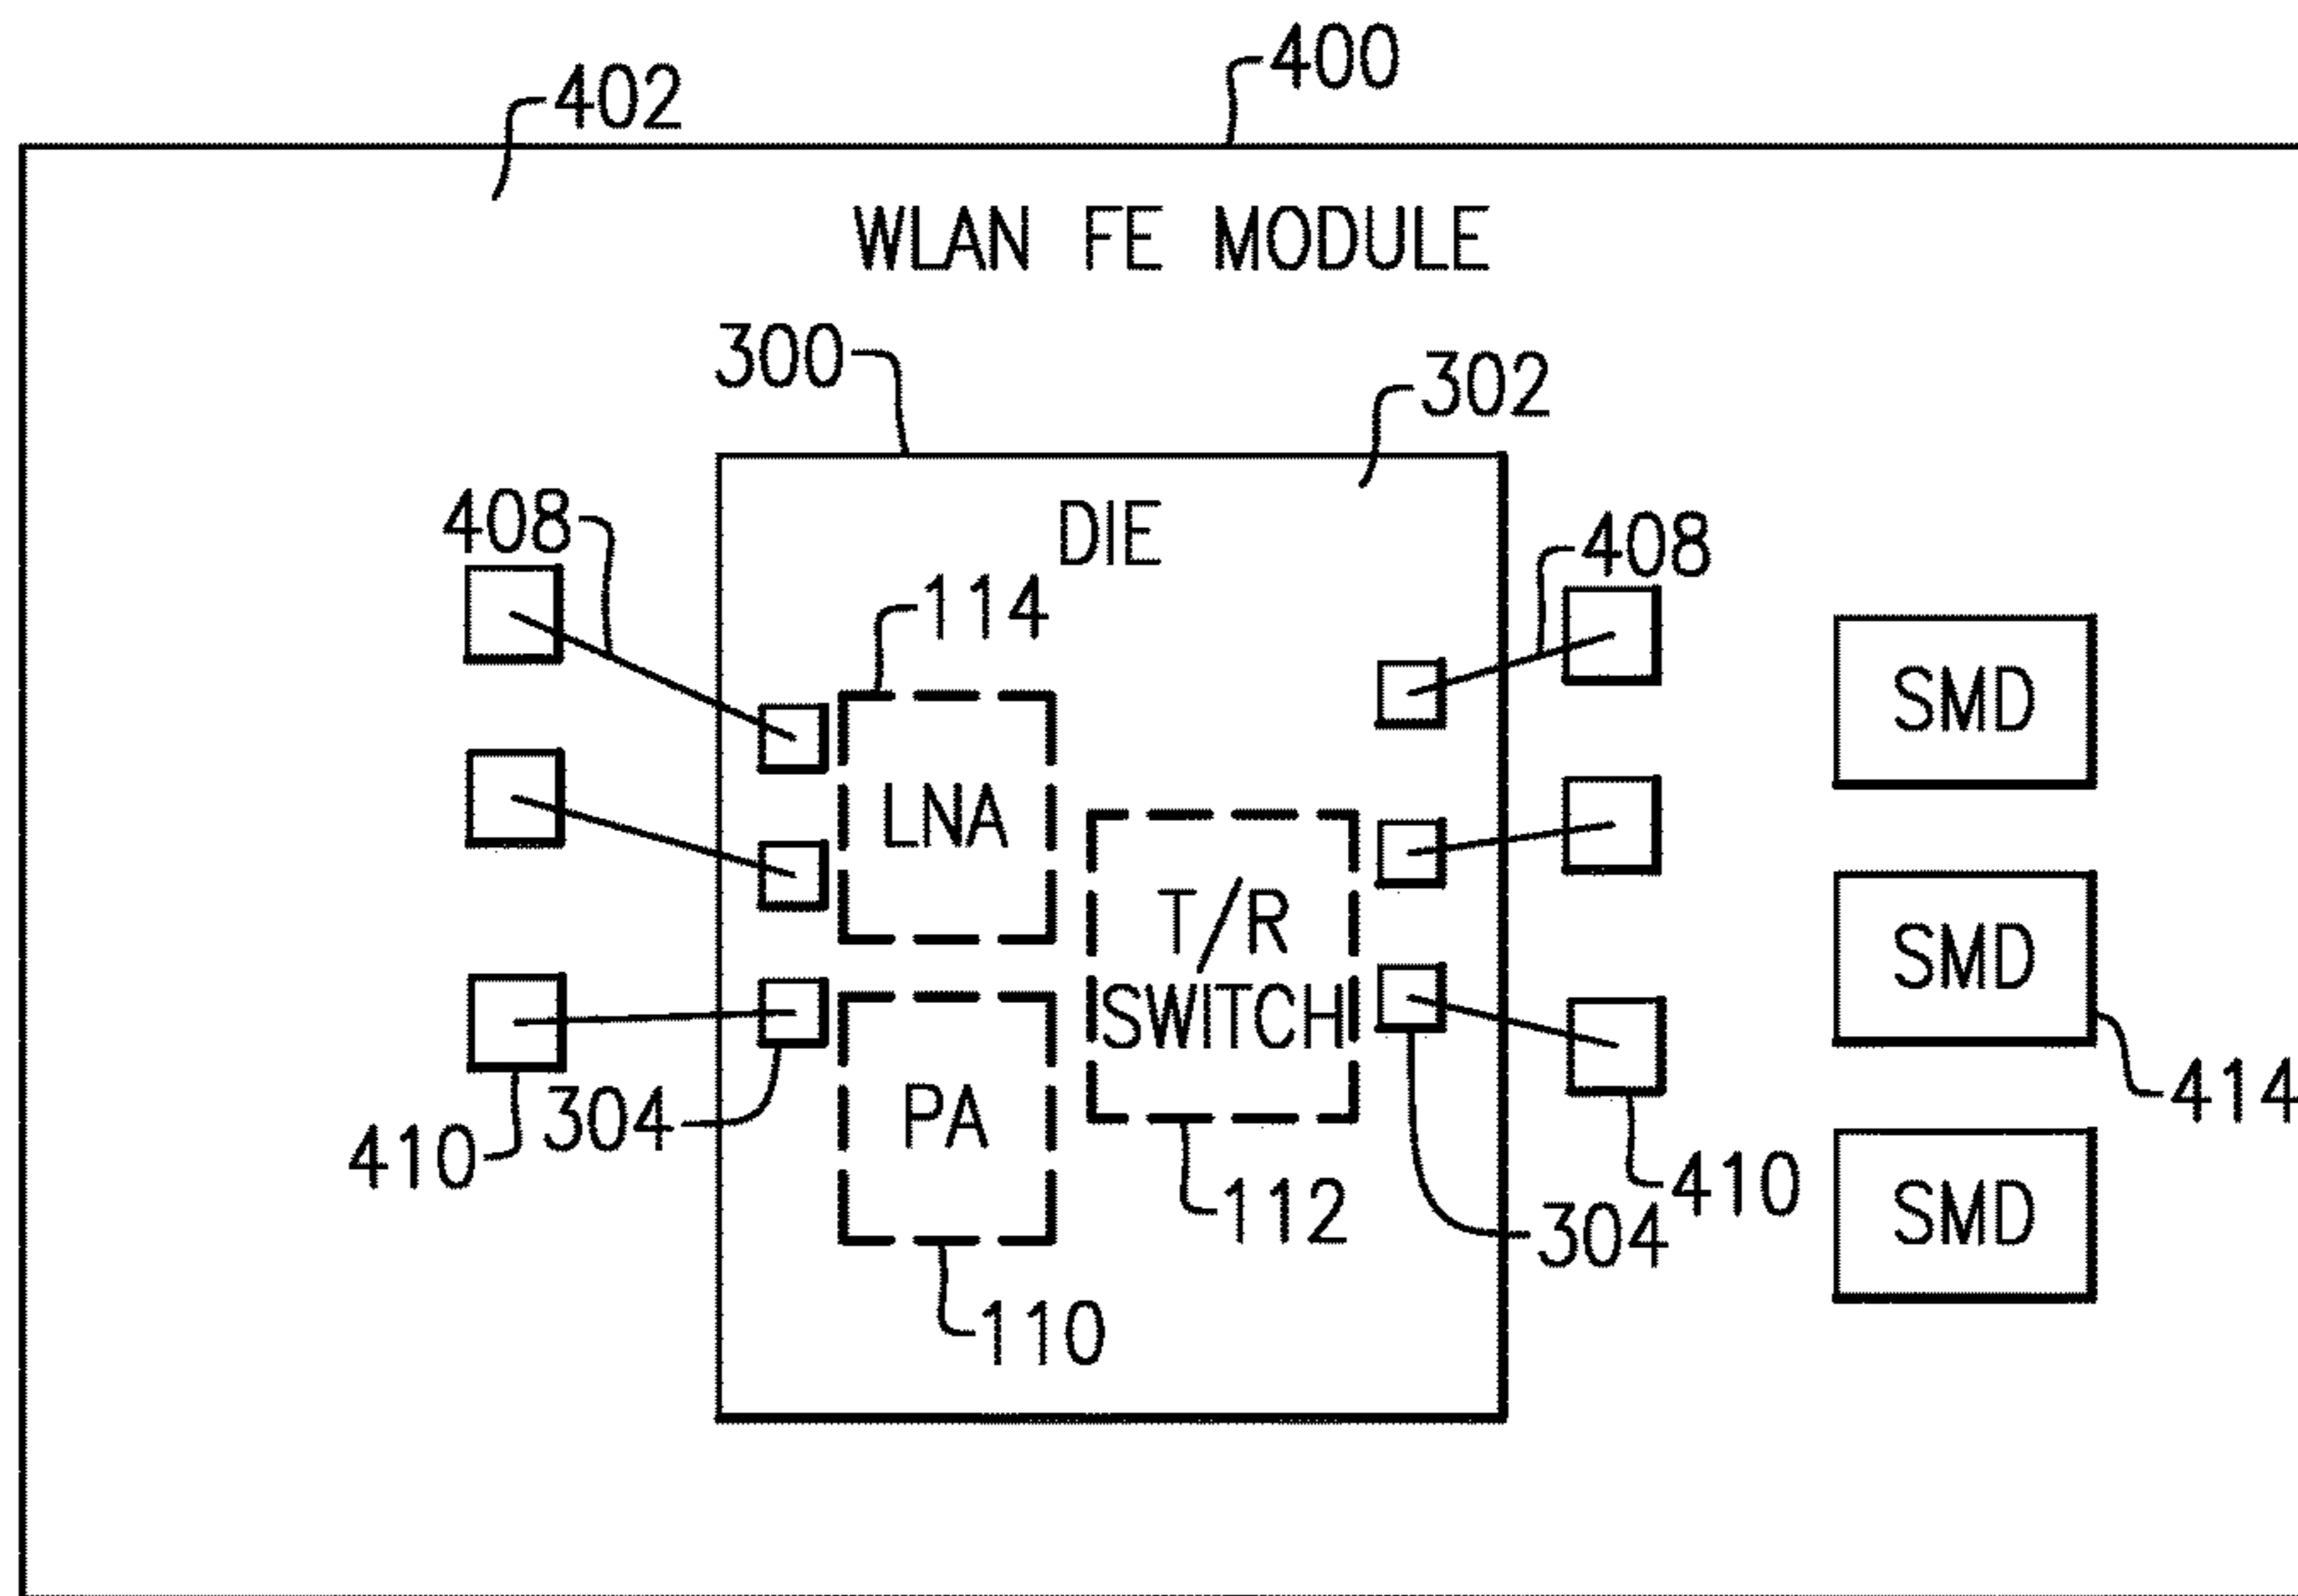 400
402
WLAN FE MODULE
300
302
DIE
408
408
114
SMD
LNA
T/R
SWITCH
SMD
414
PA
304
410
410
112
304
SMD
110